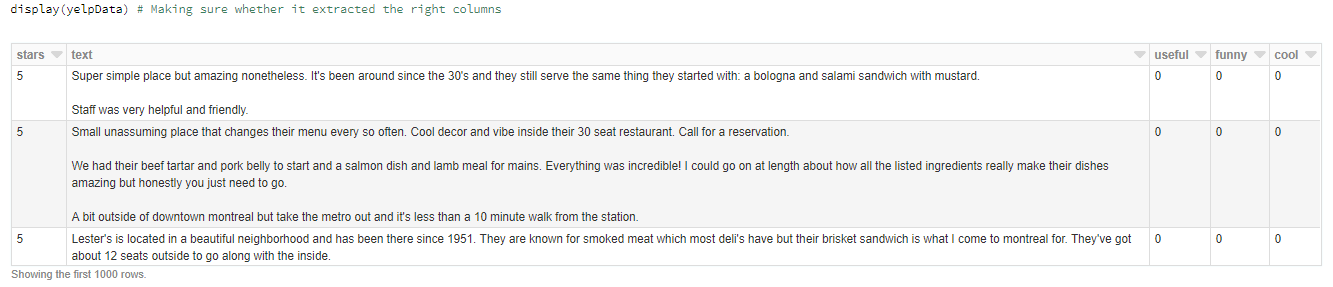 display(yelpData) # Making sure whether it extracted the right columns
stars text useful funny cool
5 Super simple place but amazing nonetheless. It's been around since the 30's and they still serve the same thing they started with: a bologna and salami sandwich with mustard. 0 0 0
Staff was very helpful and friendly.
5 Small unassuming place that changes their menu every so often. Cool decor and vibe inside their 30 seat restaurant. Call for a reservation. 0 0 0
We had their beef tartar and pork belly to start and a salmon dish and lamb meal for mains. Everything was incredible! I could go on at length about how all the listed ingredients really make their dishes
amazing but honestly you just need to go.
A bit outside of downtown montreal but take the metro out and it's less than a 10 minute walk from the station.
5 Lester's is located in a beautiful neighborhood and has been there since 1951. They are known for smoked meat which most deli's have but their brisket sandwich is what I come to montreal for. They've got 0 0 0
about 12 seats outside to go along with the inside.
Showing the first 1000 rows.